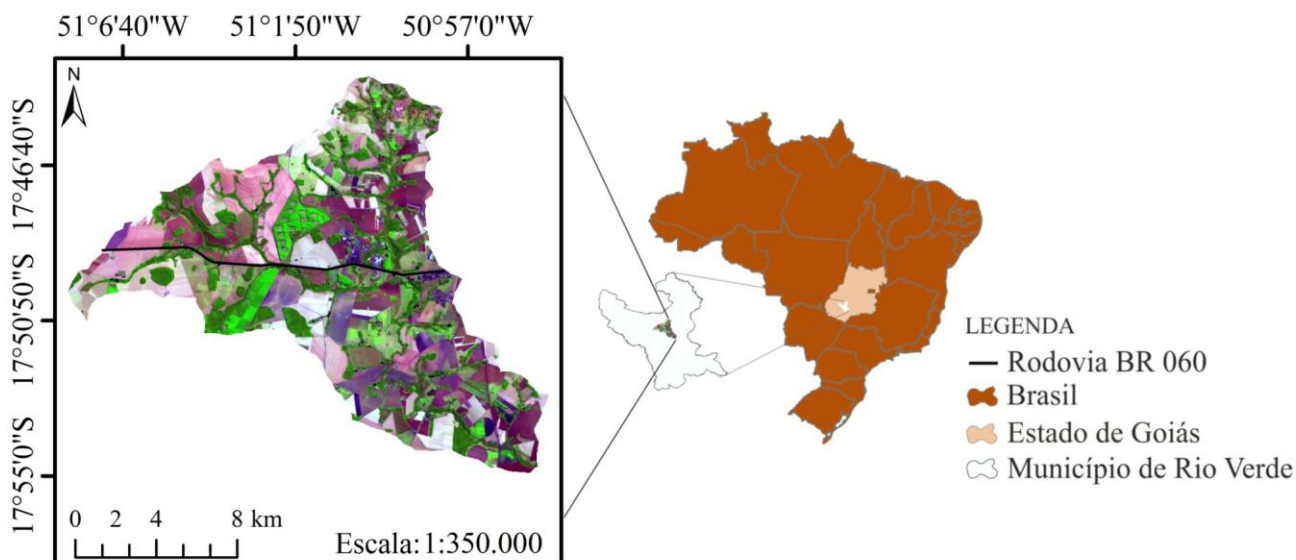 51°6'40"W 51°1'50"W 50°57'0"W
N
17°46'40"S
17°50'50"S
17°55'0"S
0 2 4 8 km
Escala: 1:350.000
LEGENDA
Rodovia BR 060
Brasil
Estado de Goiás
Município de Rio Verde